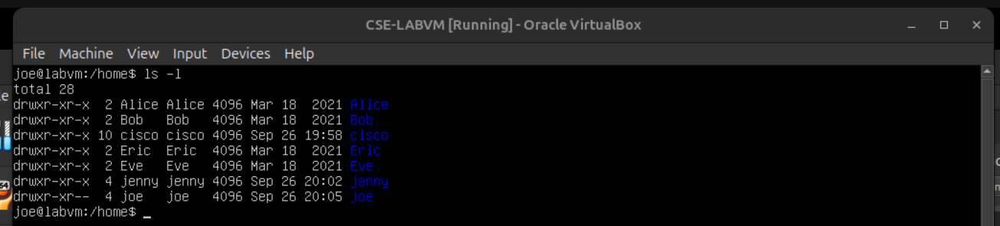 CSE-LABVM [Running] - Oracle VirtualBox
File Machine View Input Devices Help
joe@labvm:/home$ ls -l
total 28
drwxr-xr-x  2 Alice Alice 4096 Mar 18  2021 Alice
drwxr-xr-x  2 Bob   Bob   4096 Mar 18  2021 Bob
drwxr-xr-x 10 cisco cisco 4096 Sep 26 19:58 cisco
drwxr-xr-x  2 Eric  Eric  4096 Mar 18  2021 Eric
drwxr-xr-x  2 Eve   Eve   4096 Mar 18  2021 Eve
drwxr-xr-x  4 jenny jenny 4096 Sep 26 20:02 jenny
drwxr-xr--  4 joe   joe   4096 Sep 26 20:05 joe
joe@labvm:/home$ _
64